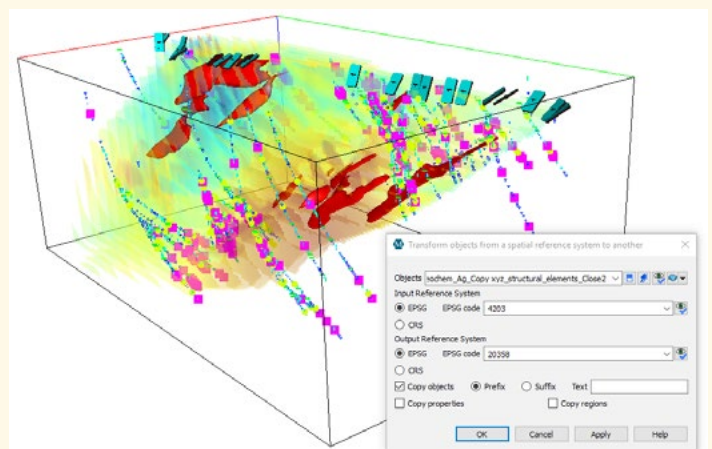 Transform objects from a spatial reference system to another
Objects ochem_Ag_Copy xyz_structural_elements_Close2
Input Reference System
EPSG EPSG code 4203
CRS
Output Reference System
EPSG EPSG code 20358
CRS
Copy objects Prefix Suffix Text
Copy properties Copy regions
OK Cancel Apply Help